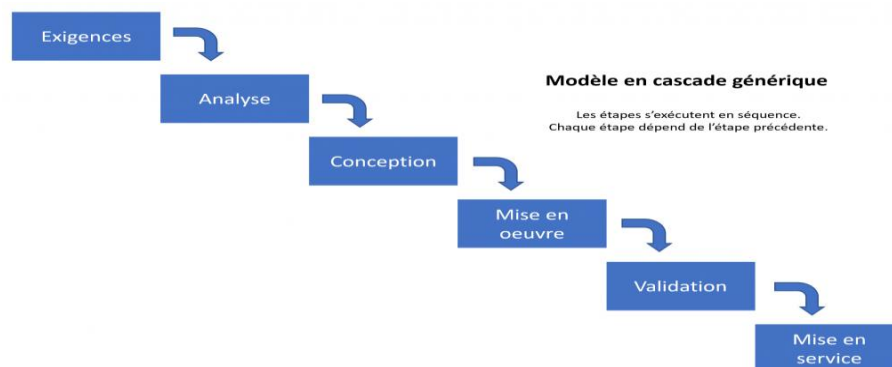 Exigences
Analyse
Modèle en cascade générique
Les étapes s'exécutent en séquence.
Chaque étape dépend de l'étape précédente.
Conception
Mise en
oeuvre
Validation
Mise en
service